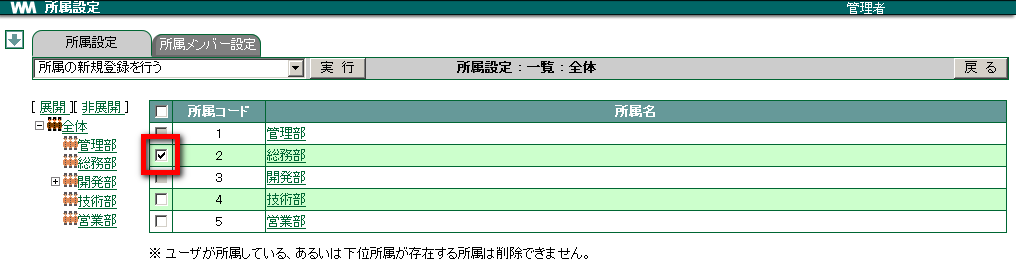 WM 所属設定 管理者
所属設定 所属メンバー設定
所属の新規登録を行う 実行 所属設定：一覧：全体 戻る
[ 展開 ][ 非展開 ]
全体
管理部
総務部
開発部
技術部
営業部
所属コード 所属名
1 管理部
2 総務部
3 開発部
4 技術部
5 営業部
※ ユーザが所属している、あるいは下位所属が存在する所属は削除できません。